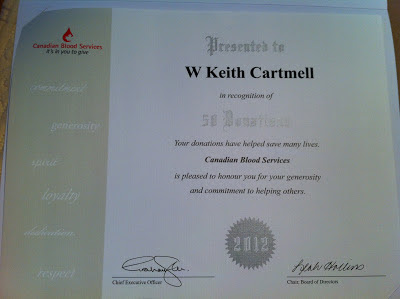 Canadian Blood Services
it's in you to give
commitment
generosity
spirit
loyalty
dedication
respect
Presented to
W Keith Cartmell
in recognition of
50 Donations
Your donations have helped save many lives.
Canadian Blood Services
is pleased to honour you for your generosity
and commitment to helping others.
2012
Chief Executive Officer
Chair, Board of Directors